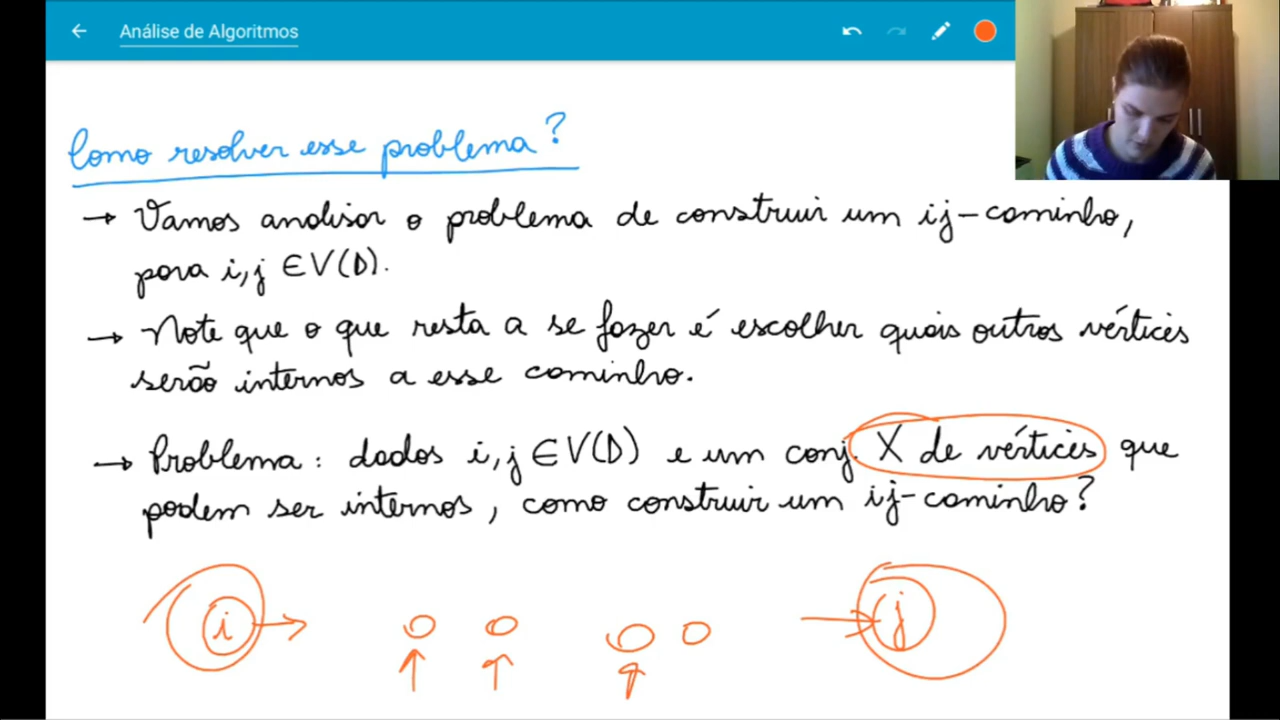 Análise de Algoritmos
Como resolver esse problema?
→ Vamos analisar o problema de construir um ij-caminho,
para i,j ∈ V(D).
→ Note que o que resta a se fazer é escolher quais outros vértices
serão internos a esse caminho.
→ Problema: dados i,j ∈ V(D) e um conj. X de vértices que
podem ser internos, como construir um ij-caminho?
i j